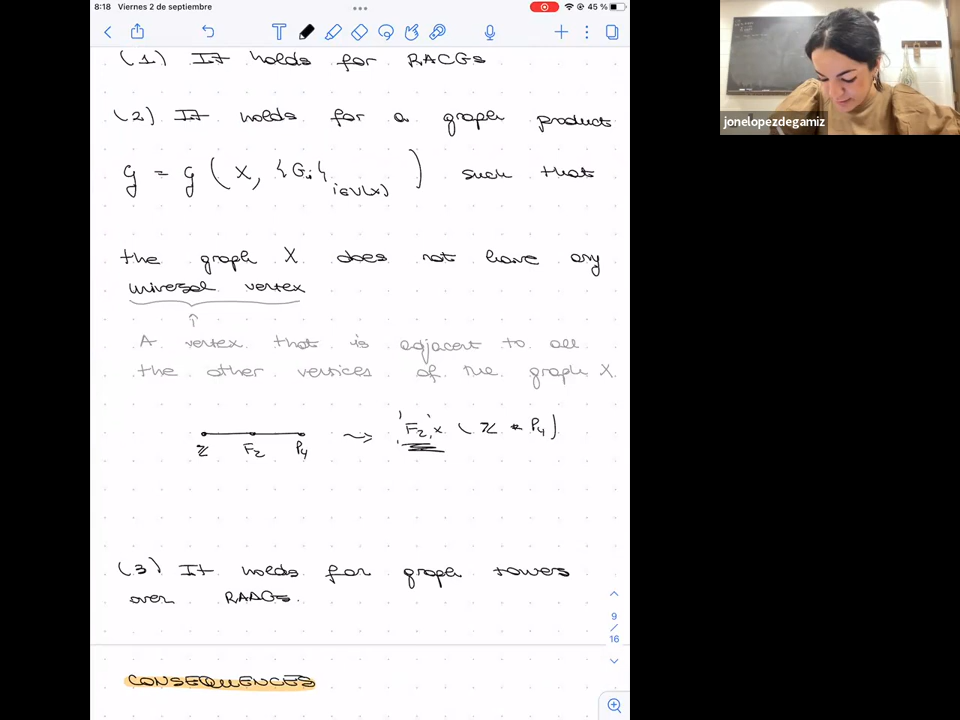 8:18 Viernes 2 de septiembre
45 %
(1) It holds for RACGs
(2) It holds for a graph product
G = G (X, {Gi} i∈V(X)) such that
the graph X does not have any
universal vertex
A vertex that is adjacent to all
the other vertices of the graph X.
Z F2 P4 ⇝ F2 × (Z * P4)
(3) It holds for graph towers
over RAAGs.
CONSEQUENCES
9
/
16
jonelopezdegamiz